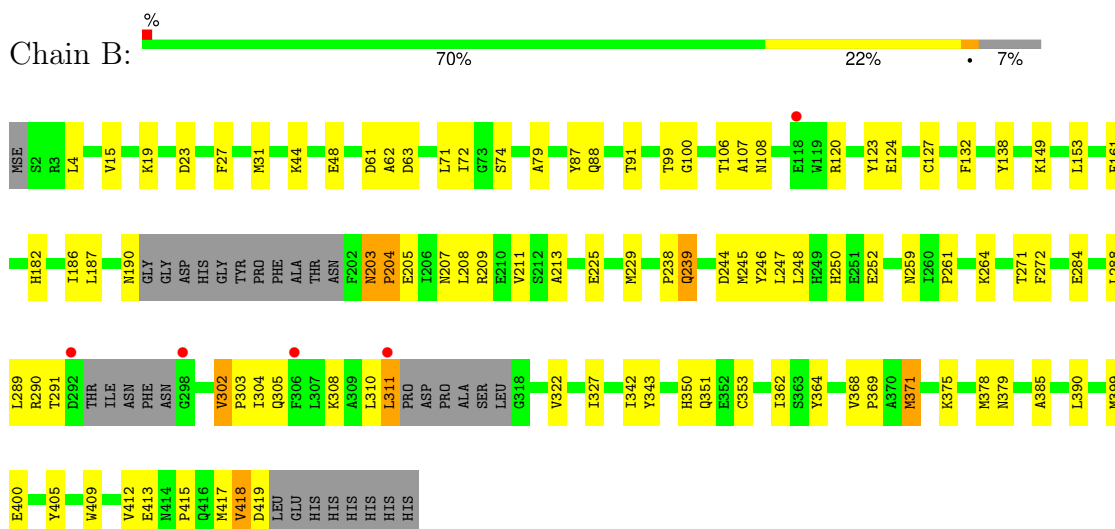 %
Chain B:
70% 22% • 7%
MSE S2 R3 L4 V15 K19 D23 F27 M31 K44 E48 D61 A62 D63 L71 I72 G73 S74 A79 Y87 Q88 T91 T99 G100 T106 A107 N108 E118 W119 R120 Y123 E124 C127 F132 Y138 K149 L153
H182 I186 L187 N190 GLY GLY ASP HIS GLY TYR PRO PHE ALA THR ASN F202 N203 P204 E205 I206 N207 L208 R209 E210 V211 S212 A213 E225 M229 P238 Q239 D244 M245 Y246 L247 L248 H249 H250 E251 E252 N259 I260 P261 K264 T271 F272 E284
L289 R290 T291 D292 THR ILE ASN PHE ASN G298 V302 P303 I304 Q305 F306 L307 K308 A309 L310 L311 PRO ASP PRO ALA SER LEU G318 V322 I327 I342 Y343 H350 Q351 E352 C353 I362 S363 Y364 V368 P369 A370 M371 K375 M378 N379 A385 L390 M399
E400 Y405 W409 V412 E413 N414 P415 Q416 M417 V418 D419 LEU GLU HIS HIS HIS HIS HIS HIS